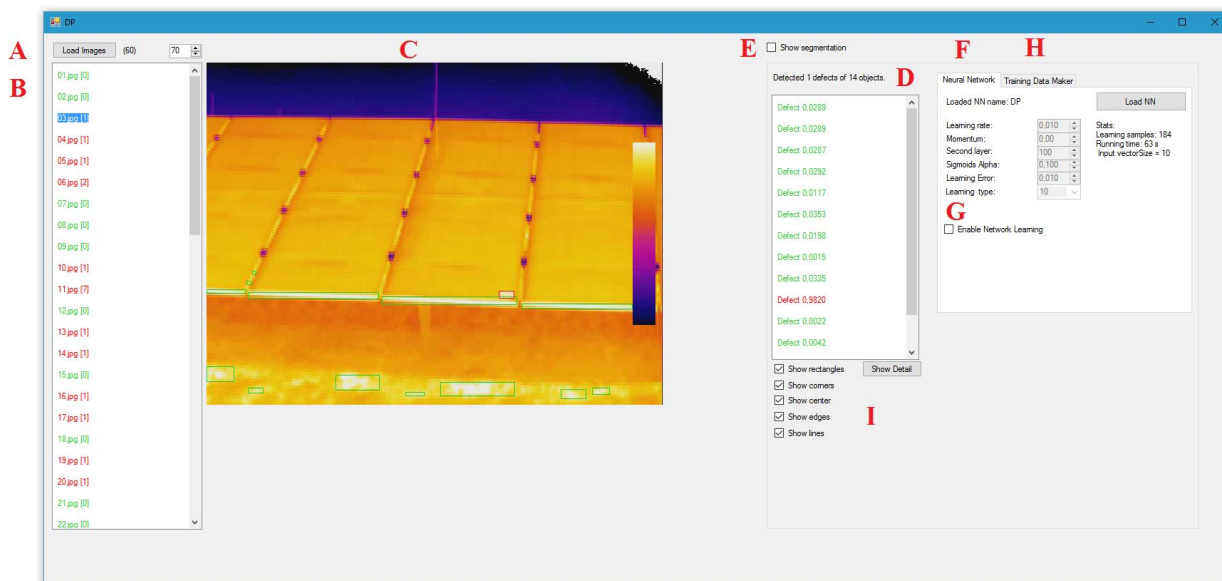 DP
A
Load Images
(60)
70
B
01.jpg [0]
02.jpg [0]
03.jpg [1]
04.jpg [1]
05.jpg [1]
06.jpg [2]
07.jpg [0]
08.jpg [0]
09.jpg [0]
10.jpg [1]
11.jpg [7]
12.jpg [0]
13.jpg [1]
14.jpg [1]
15.jpg [0]
16.jpg [1]
17.jpg [1]
18.jpg [0]
19.jpg [1]
20.jpg [1]
21.jpg [0]
22.jpg [0]
C
E
Show segmentation
Detected 1 defects of 14 objects.
D
Defect 0,0289
Defect 0,0289
Defect 0,0287
Defect 0,0292
Defect 0,0117
Defect 0,0353
Defect 0,0198
Defect 0,0015
Defect 0,0335
Defect 0,9820
Defect 0,0022
Defect 0,0042
Show rectangles
Show Detail
Show corners
Show center
Show edges
Show lines
I
F
H
Neural Network
Training Data Maker
Loaded NN name: DP
Load NN
Learning rate: 0,010
Momentum: 0,00
Second layer: 100
Sigmoids Alpha: 0,100
Learning Error: 0,010
Learning type: 10
Stats:
Learning samples: 184
Running time: 63 s
Input vectorSize = 10
G
Enable Network Learning